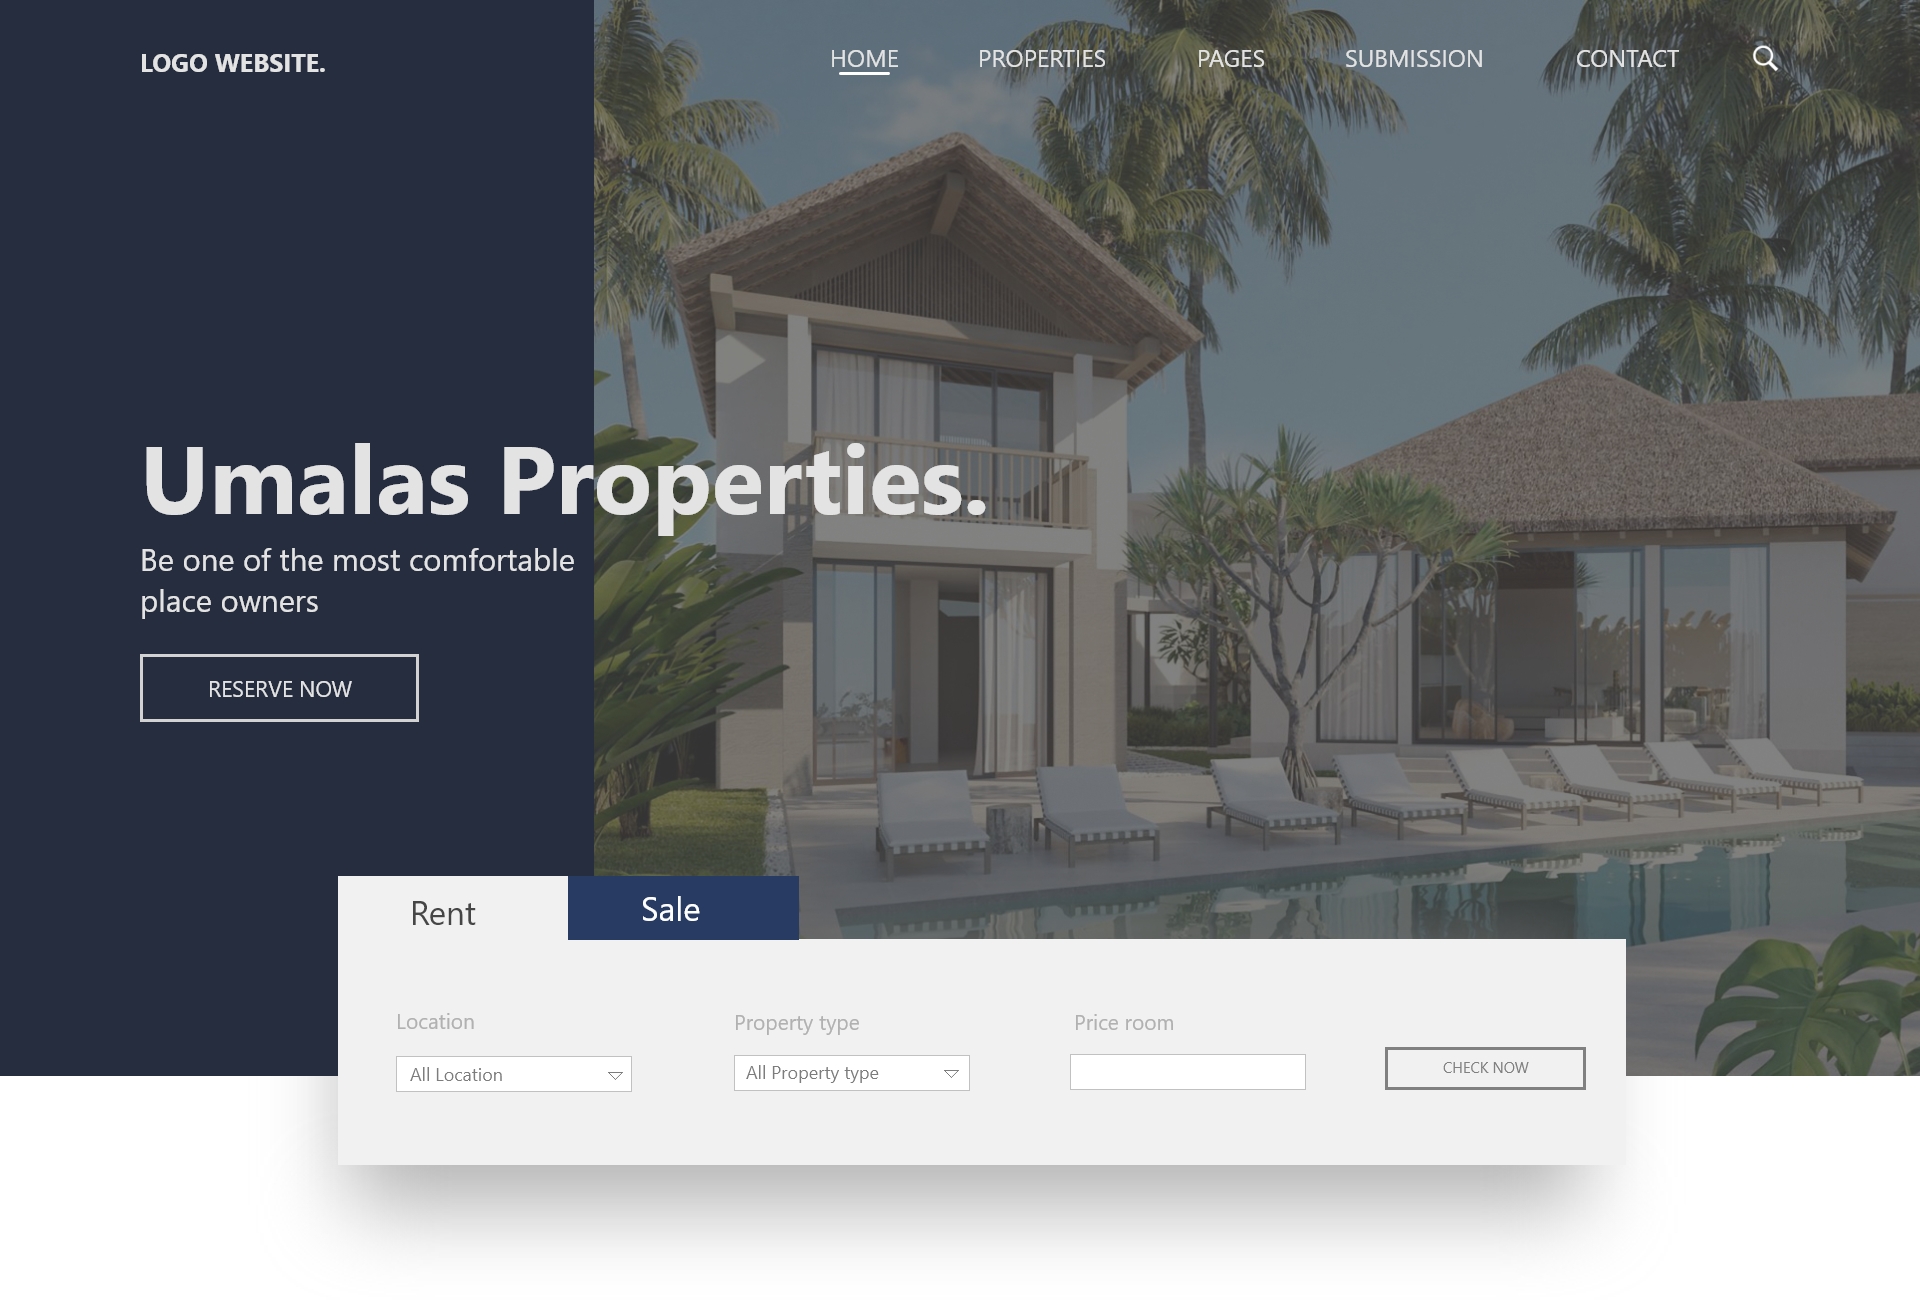 LOGO WEBSITE.
HOME PROPERTIES PAGES SUBMISSION CONTACT
Umalas Properties.
Be one of the most comfortable
place owners
RESERVE NOW
Rent Sale
Location Property type Price room
All Location All Property type CHECK NOW